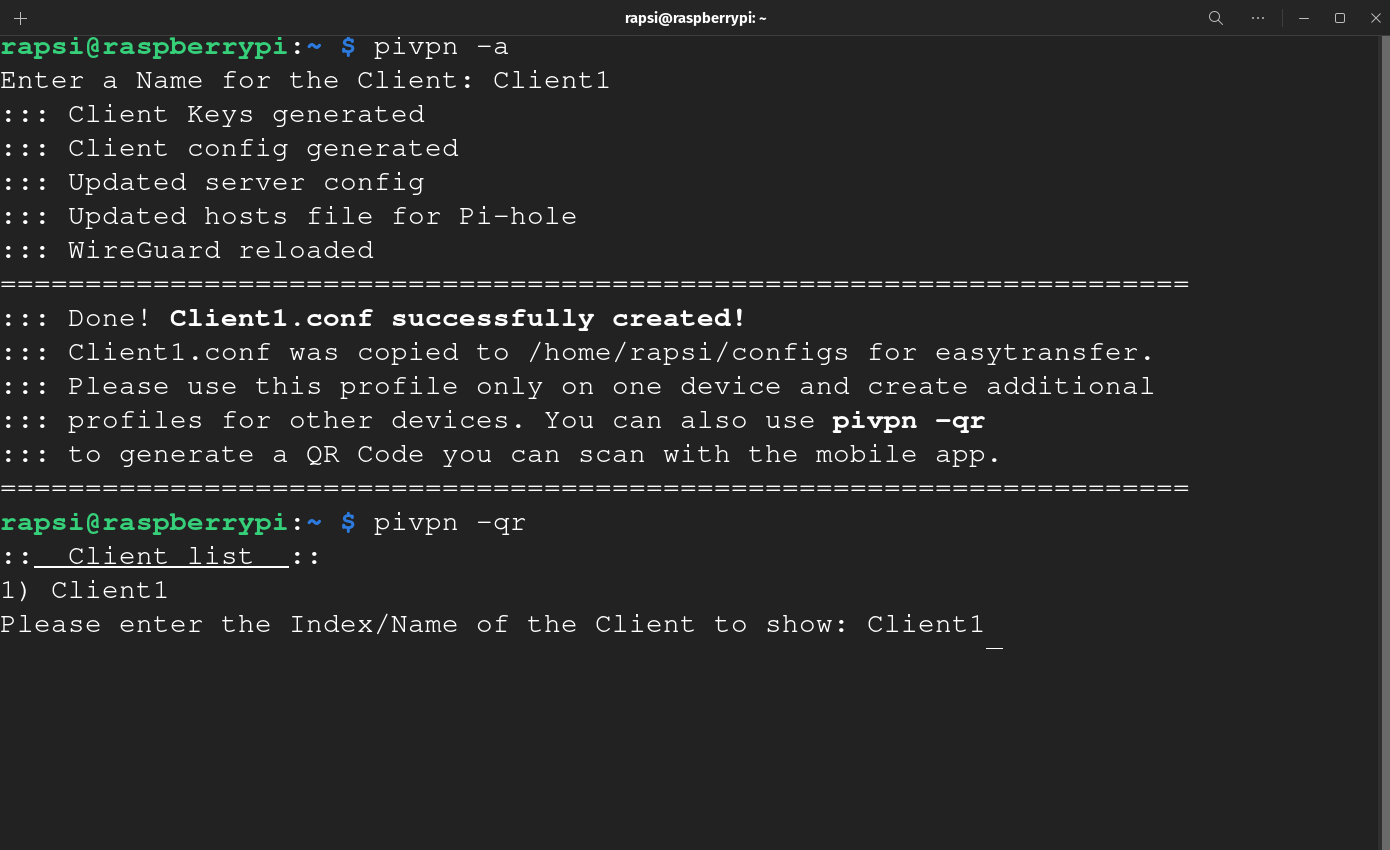 rapsi@raspberrypi: ~
rapsi@raspberrypi:~ $ pivpn -a
Enter a Name for the Client: Client1
::: Client Keys generated
::: Client config generated
::: Updated server config
::: Updated hosts file for Pi-hole
::: WireGuard reloaded
======================================================================
::: Done! Client1.conf successfully created!
::: Client1.conf was copied to /home/rapsi/configs for easytransfer.
::: Please use this profile only on one device and create additional
::: profiles for other devices. You can also use pivpn -qr
::: to generate a QR Code you can scan with the mobile app.
======================================================================
rapsi@raspberrypi:~ $ pivpn -qr
::  Client list  ::
1) Client1
Please enter the Index/Name of the Client to show: Client1